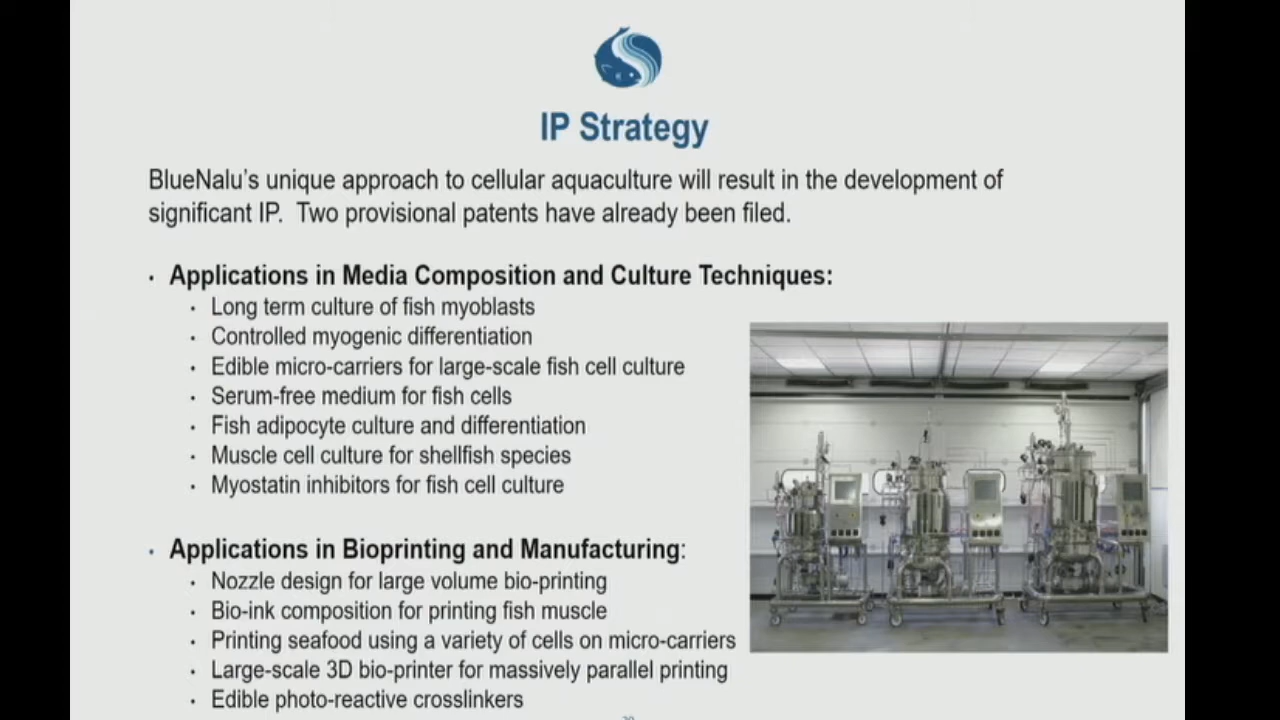 IP Strategy
BlueNalu's unique approach to cellular aquaculture will result in the development of
significant IP. Two provisional patents have already been filed.
· Applications in Media Composition and Culture Techniques:
· Long term culture of fish myoblasts
· Controlled myogenic differentiation
· Edible micro-carriers for large-scale fish cell culture
· Serum-free medium for fish cells
· Fish adipocyte culture and differentiation
· Muscle cell culture for shellfish species
· Myostatin inhibitors for fish cell culture
· Applications in Bioprinting and Manufacturing:
· Nozzle design for large volume bio-printing
· Bio-ink composition for printing fish muscle
· Printing seafood using a variety of cells on micro-carriers
· Large-scale 3D bio-printer for massively parallel printing
· Edible photo-reactive crosslinkers